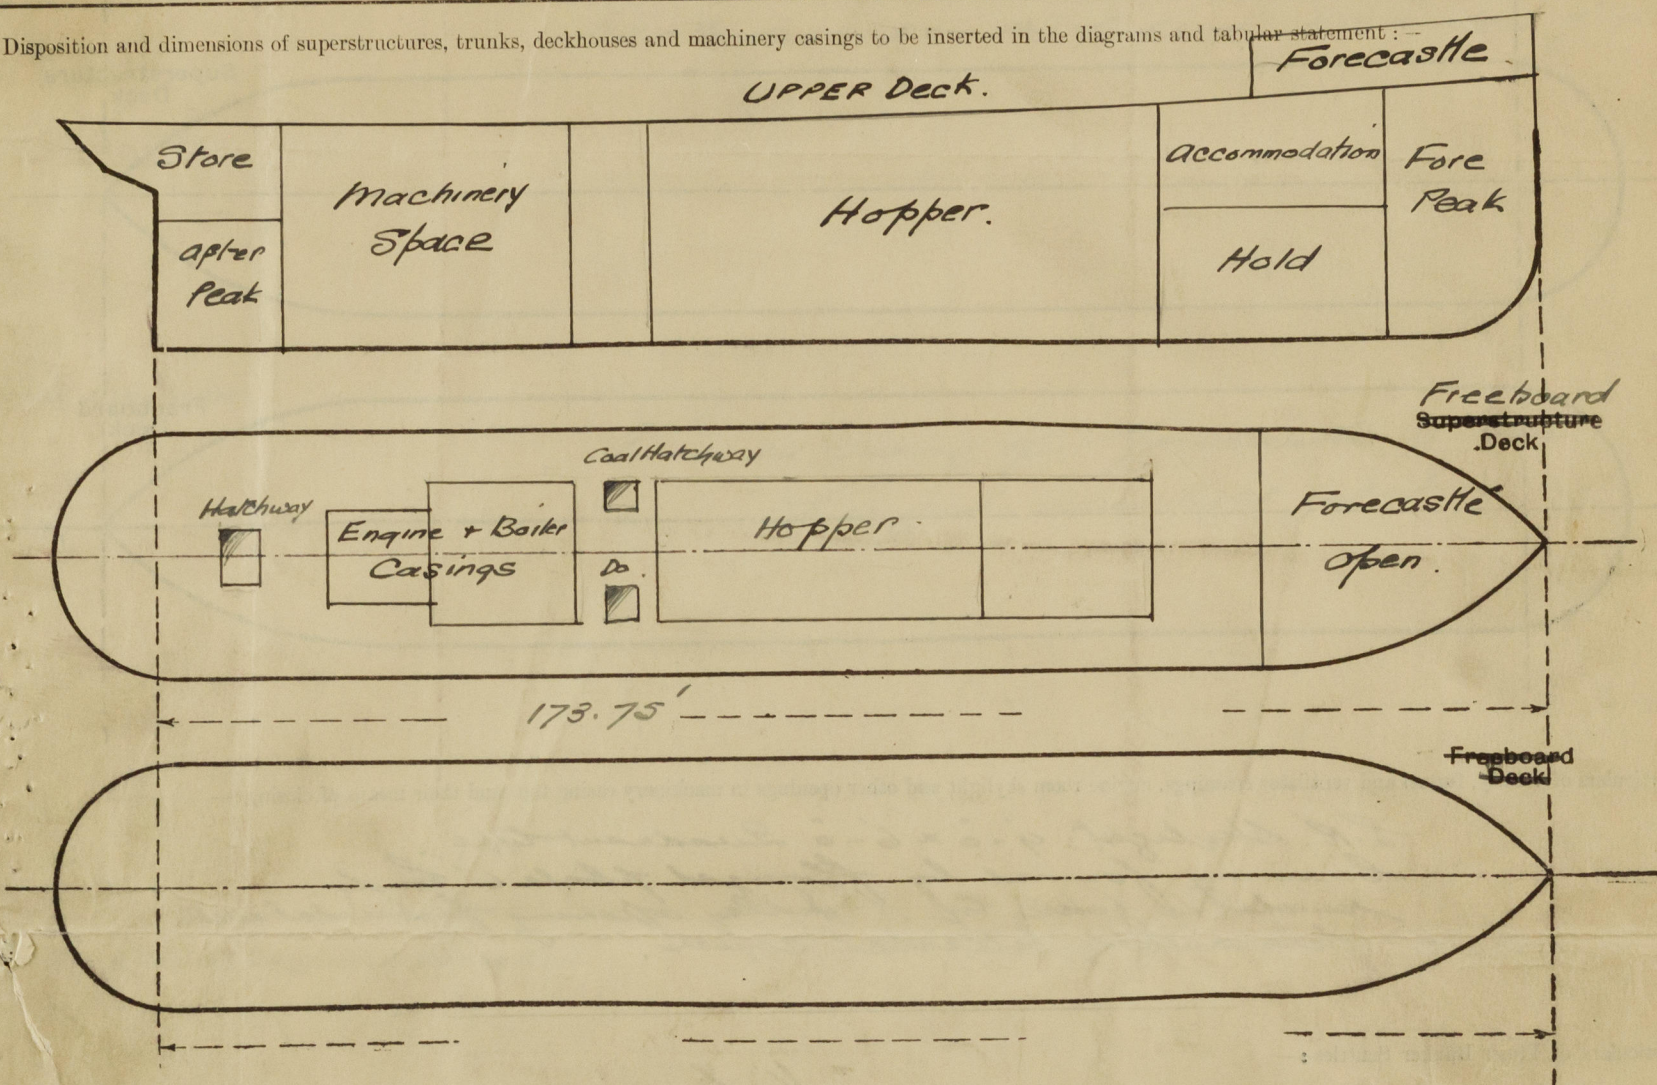 Disposition and dimensions of superstructures, trunks, deckhouses and machinery casings to be inserted in the diagrams and tabular statement :—
Forecastle
UPPER Deck.
Store
Machinery
Space
Hopper.
Accommodation
Fore
Peak
After
Peak
Hold
Freeboard
Superstructure
Deck
Coal Hatchway
Hatchway
Engine + Boiler
Casings
Do.
Hopper
Forecastle
open.
173.75'
Freeboard
Deck